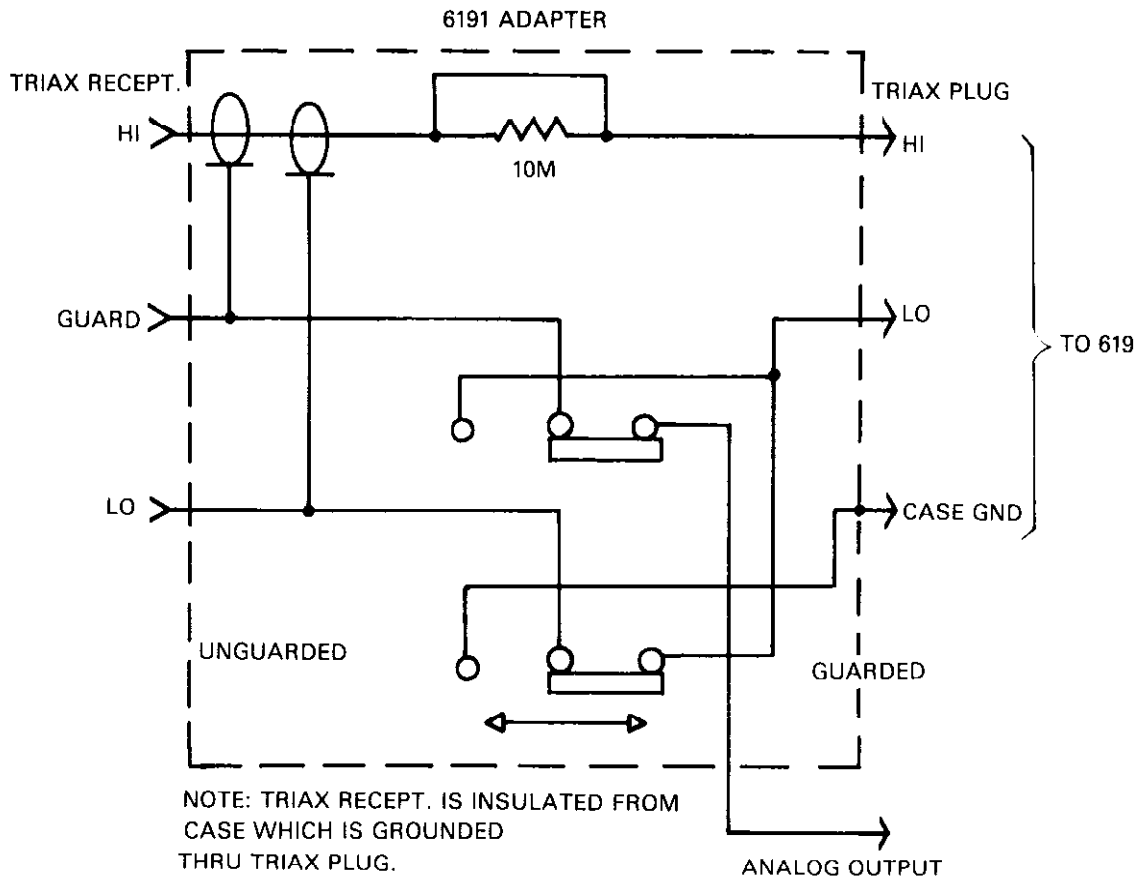 6191 ADAPTER
TRIAX RECEPT.
TRIAX PLUG
HI
HI
10M
GUARD
LO
TO 619
LO
CASE GND
UNGUARDED
GUARDED
NOTE: TRIAX RECEPT. IS INSULATED FROM
CASE WHICH IS GROUNDED
THRU TRIAX PLUG.
ANALOG OUTPUT